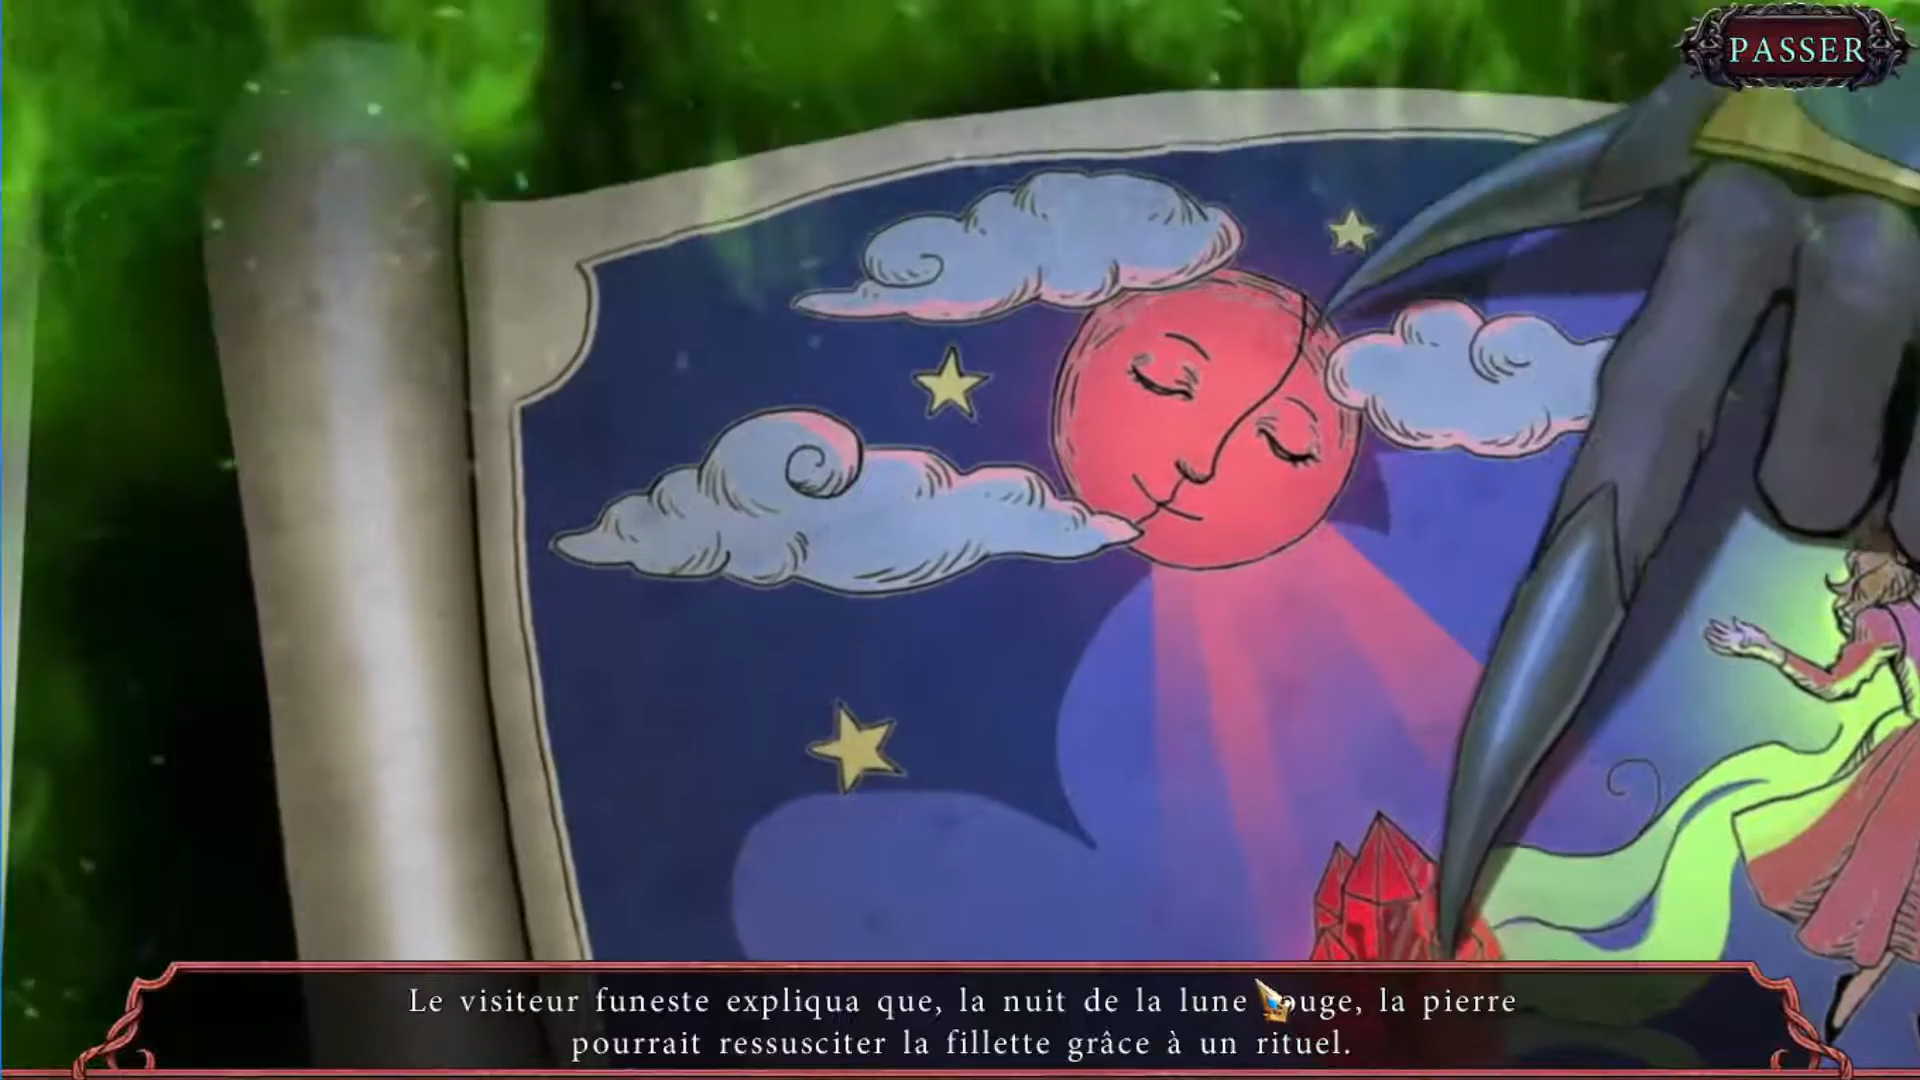 PASSER
Le visiteur funeste expliqua que, la nuit de la lune rouge, la pierre
pourrait ressusciter la fillette grâce à un rituel.